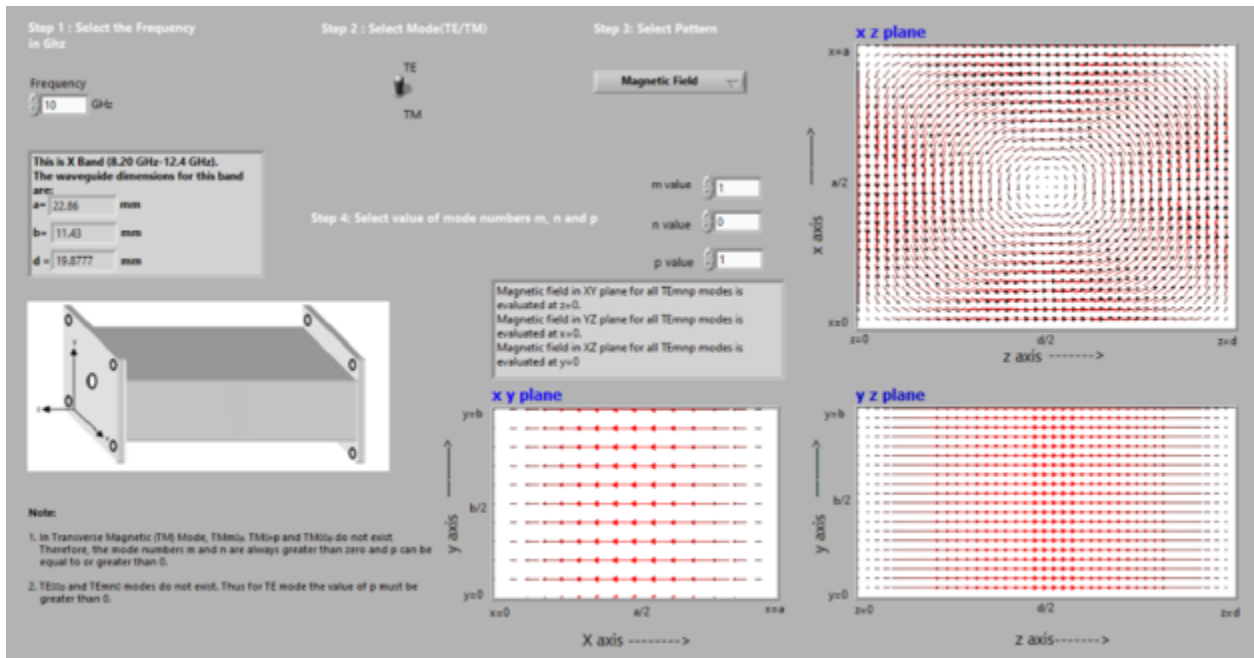 Step 1 : Select the Frequency
in Ghz
Frequency
10 GHz
Step 2 : Select Mode(TE/TM)
TE
TM
Step 3: Select Pattern
Magnetic Field
This is X Band (8.20 GHz-12.4 GHz).
The waveguide dimensions for this band
are:
a= 22.86 mm
b= 11.43 mm
d = 19.8777 mm
Step 4: Select value of mode numbers m, n and p
m value 1
n value 0
p value 1
Magnetic field in XY plane for all TEmnp modes is
evaluated at z=0.
Magnetic field in YZ plane for all TEmnp modes is
evaluated at x=0.
Magnetic field in XZ plane for all TEmnp modes is
evaluated at y=0
x z plane
x=a
a/2
x=0
x axis ------->
z=0 d/2 z=d
z axis ------->
x y plane
y=b
b/2
y=0
y axis ------->
x=0 a/2 x=a
X axis -------->
y z plane
y=b
b/2
y=0
y axis ------->
z=0 d/2 z=d
z axis------->
Note:
1. In Transverse Magnetic (TM) Mode, and do not exist.
Therefore, the mode numbers m and n are always greater than zero and p can be
equal to or greater than 0.
2. and modes do not exist. Thus for TE mode the value of p must be
greater than 0.